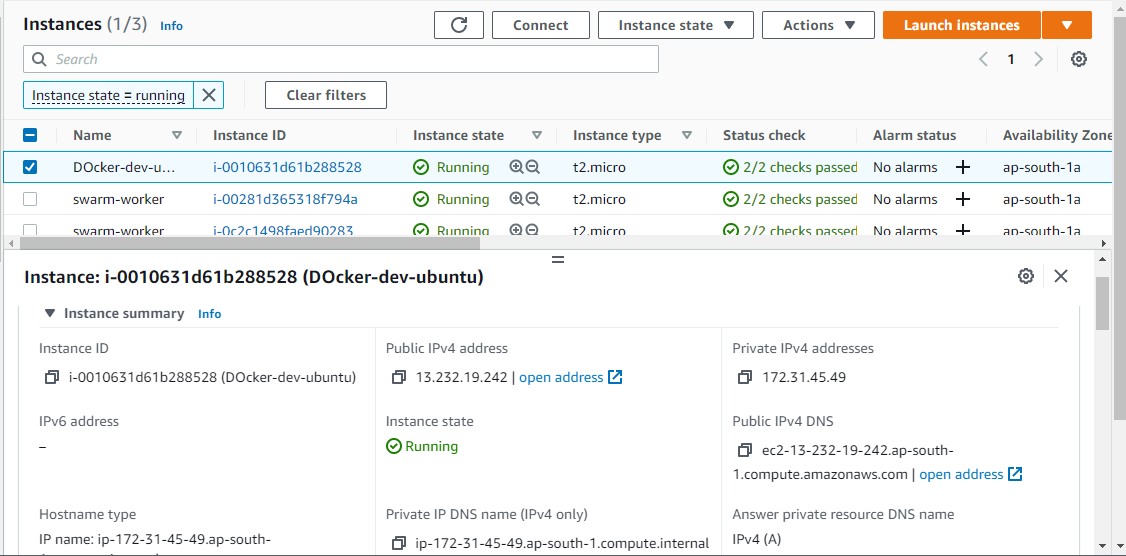 Instances (1/3) Info
Connect
Instance state
Actions
Launch instances
Search
1
Instance state = running
Clear filters
Name Instance ID Instance state Instance type Status check Alarm status Availability Zone
DOcker-dev-u... i-0010631d61b288528 Running t2.micro 2/2 checks passed No alarms ap-south-1a
swarm-worker i-00281d365318f794a Running t2.micro 2/2 checks passed No alarms ap-south-1a
swarm-worker i-0c2c1498faed90283 Running t2.micro 2/2 checks passed No alarms ap-south-1a
Instance: i-0010631d61b288528 (DOcker-dev-ubuntu)
Instance summary Info
Instance ID
i-0010631d61b288528 (DOcker-dev-ubuntu)
Public IPv4 address
13.232.19.242 | open address
Private IPv4 addresses
172.31.45.49
IPv6 address
–
Instance state
Running
Public IPv4 DNS
ec2-13-232-19-242.ap-south-
1.compute.amazonaws.com | open address
Hostname type
IP name: ip-172-31-45-49.ap-south-
Private IP DNS name (IPv4 only)
ip-172-31-45-49.ap-south-1.compute.internal
Answer private resource DNS name
IPv4 (A)